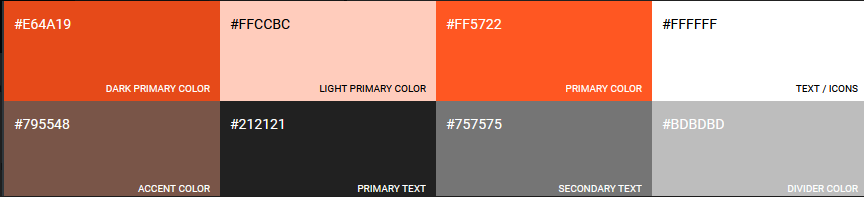 #E64A19
DARK PRIMARY COLOR
#FFCCBC
LIGHT PRIMARY COLOR
#FF5722
PRIMARY COLOR
#FFFFFF
TEXT / ICONS
#795548
ACCENT COLOR
#212121
PRIMARY TEXT
#757575
SECONDARY TEXT
#BDBDBD
DIVIDER COLOR